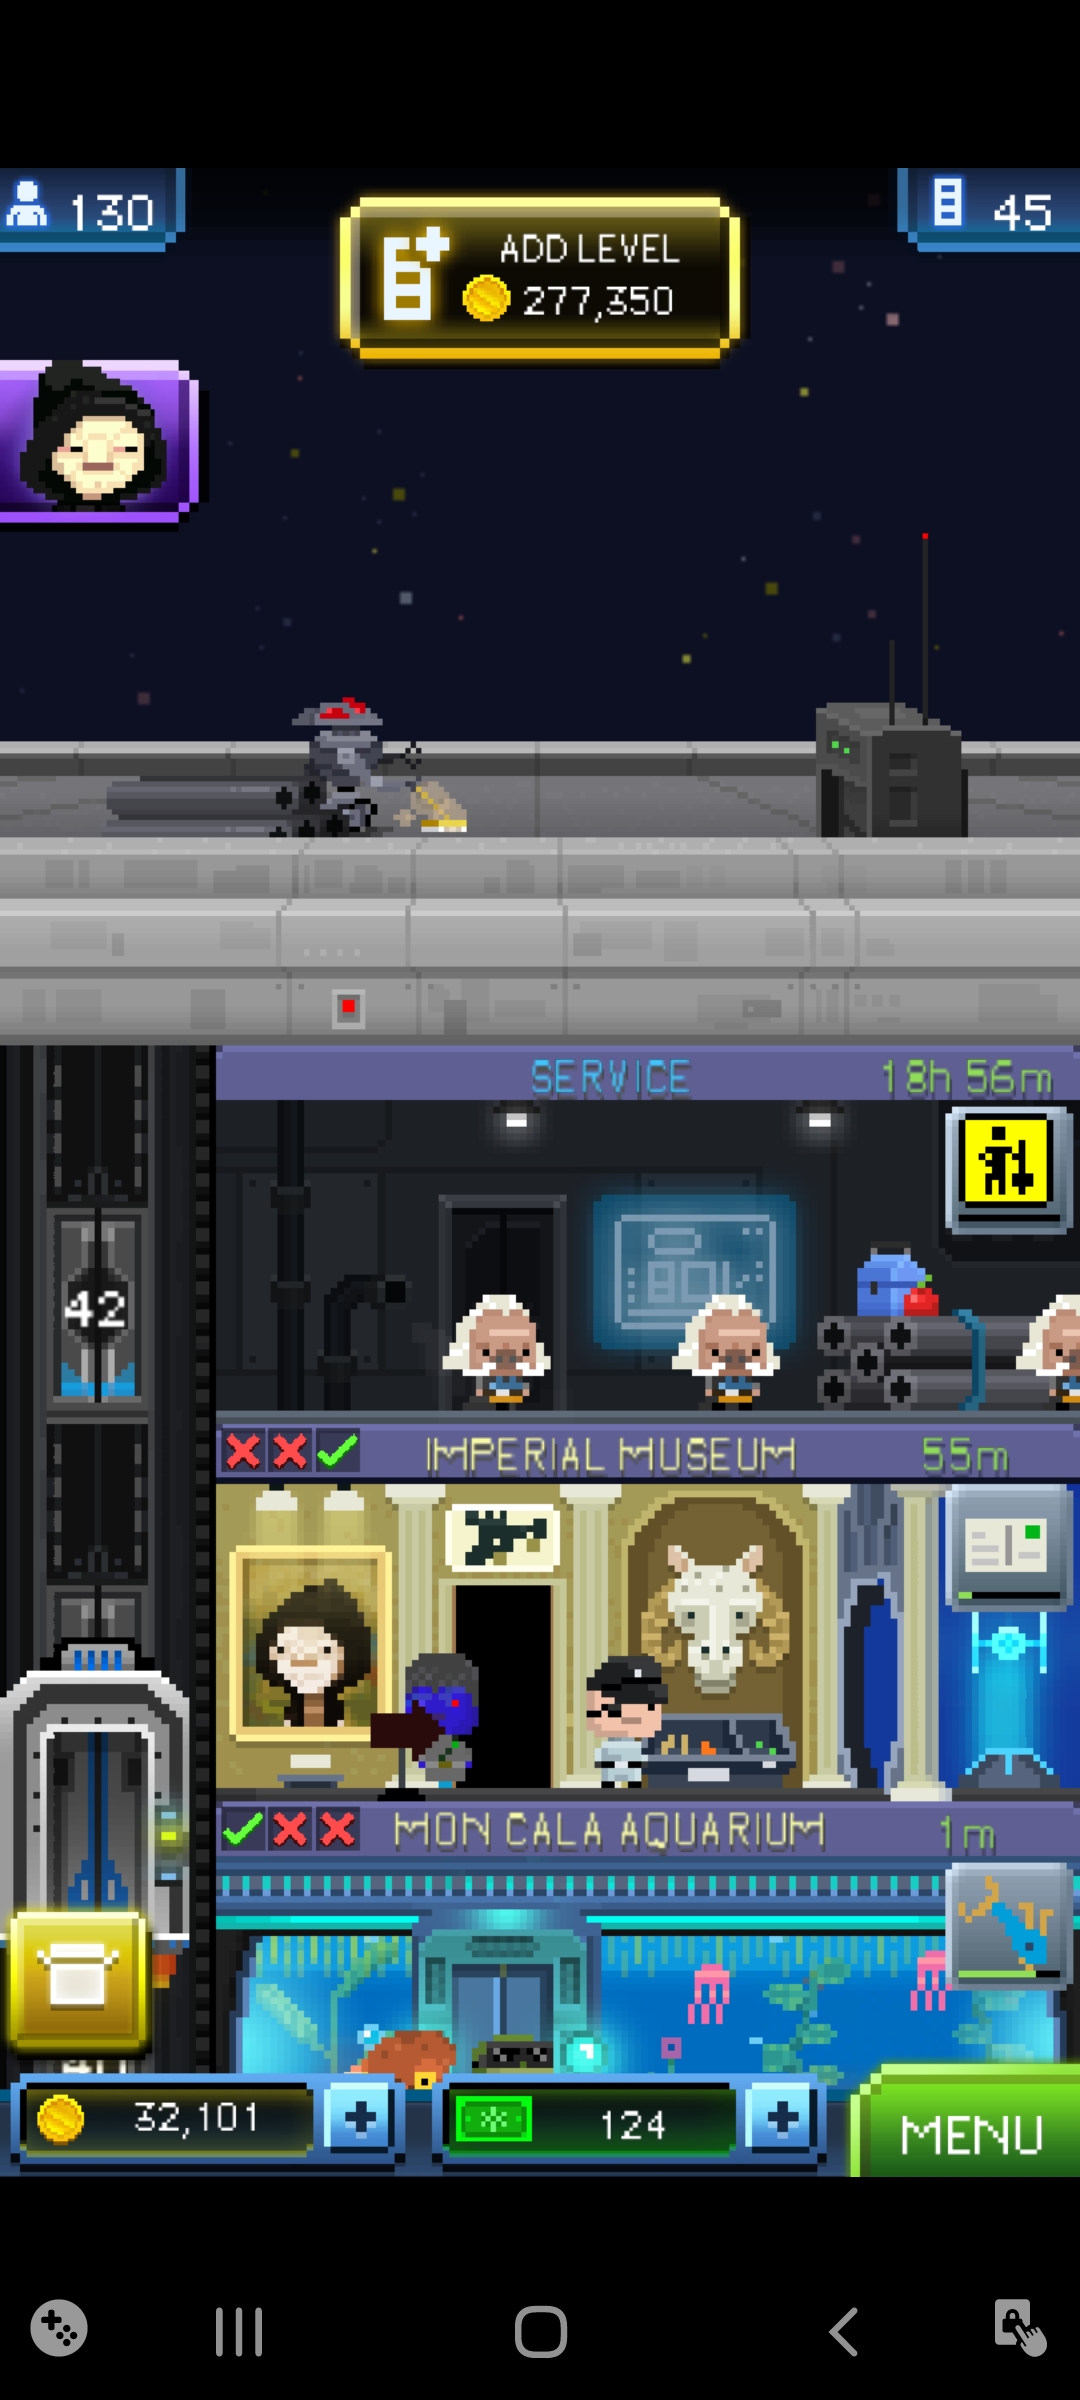 130
ADD LEVEL
277,350
45
SERVICE
18h 56m
42
IMPERIAL MUSEUM
55m
MON CALA AQUARIUM
1m
32,101
124
MENU